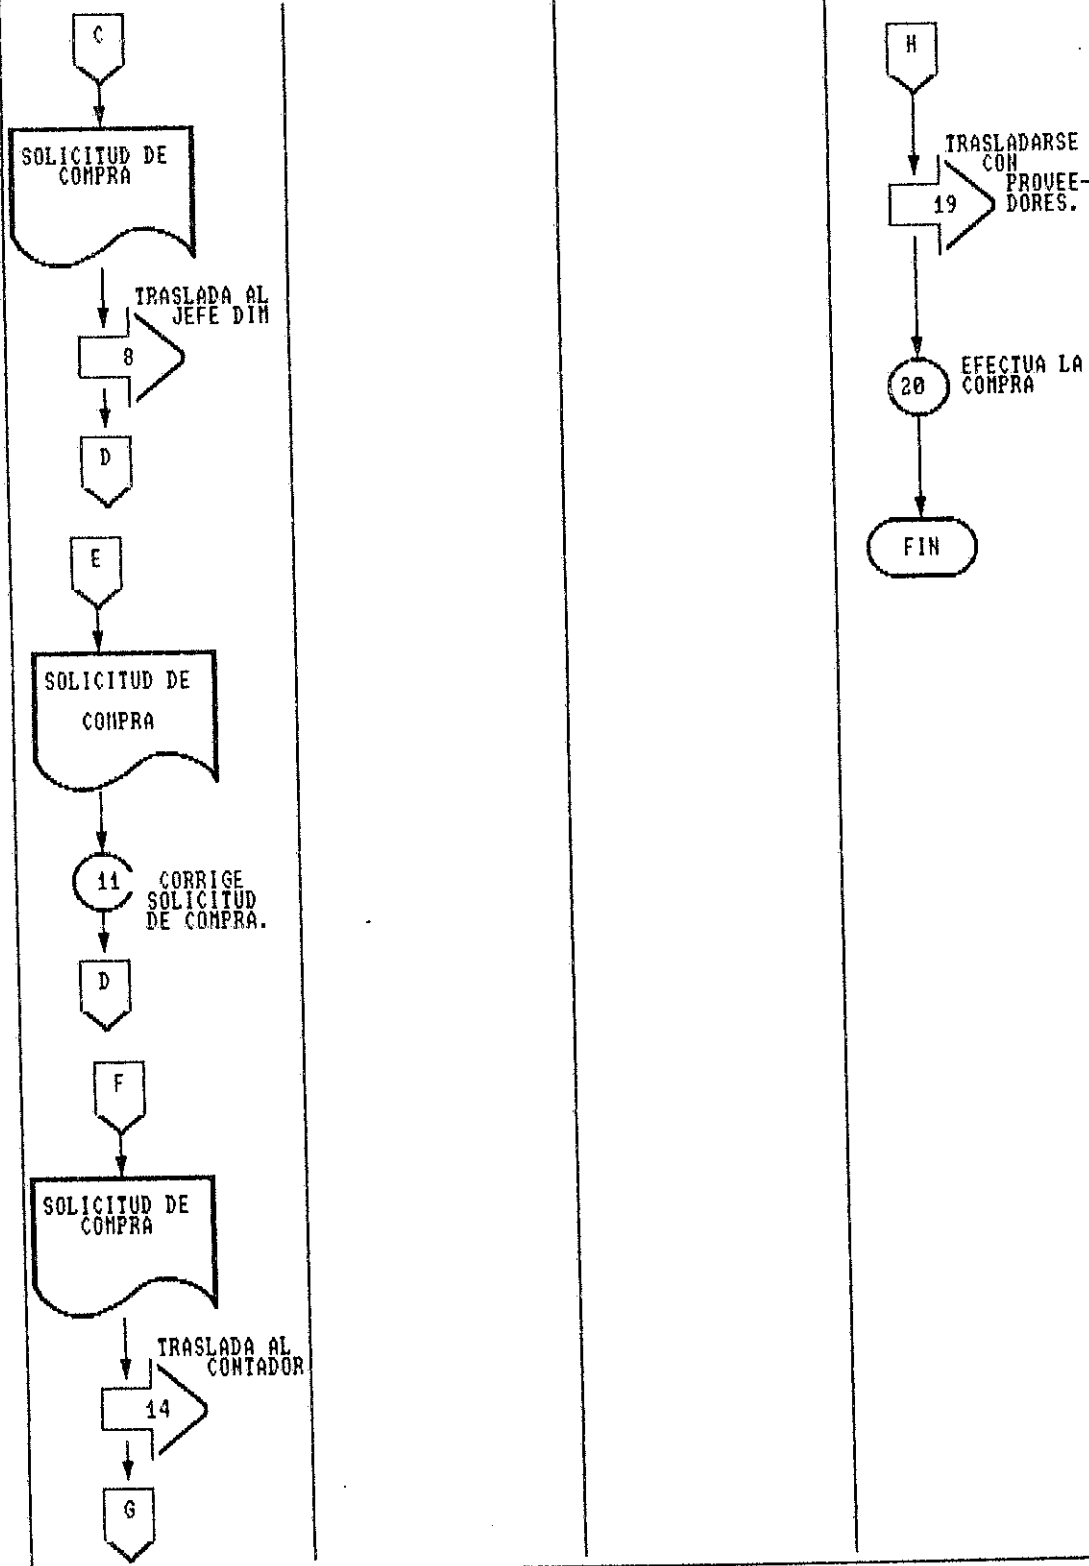 C
SOLICITUD DE
COMPRA
TRASLADA AL
JEFE DIM
8
D
E
SOLICITUD DE
COMPRA
11
CORRIGE
SOLICITUD
DE COMPRA.
D
F
SOLICITUD DE
COMPRA
TRASLADA AL
CONTADOR
14
G
H
TRASLADARSE
CON
PROVEE-
DORES.
19
20
EFECTUA LA
COMPRA
FIN